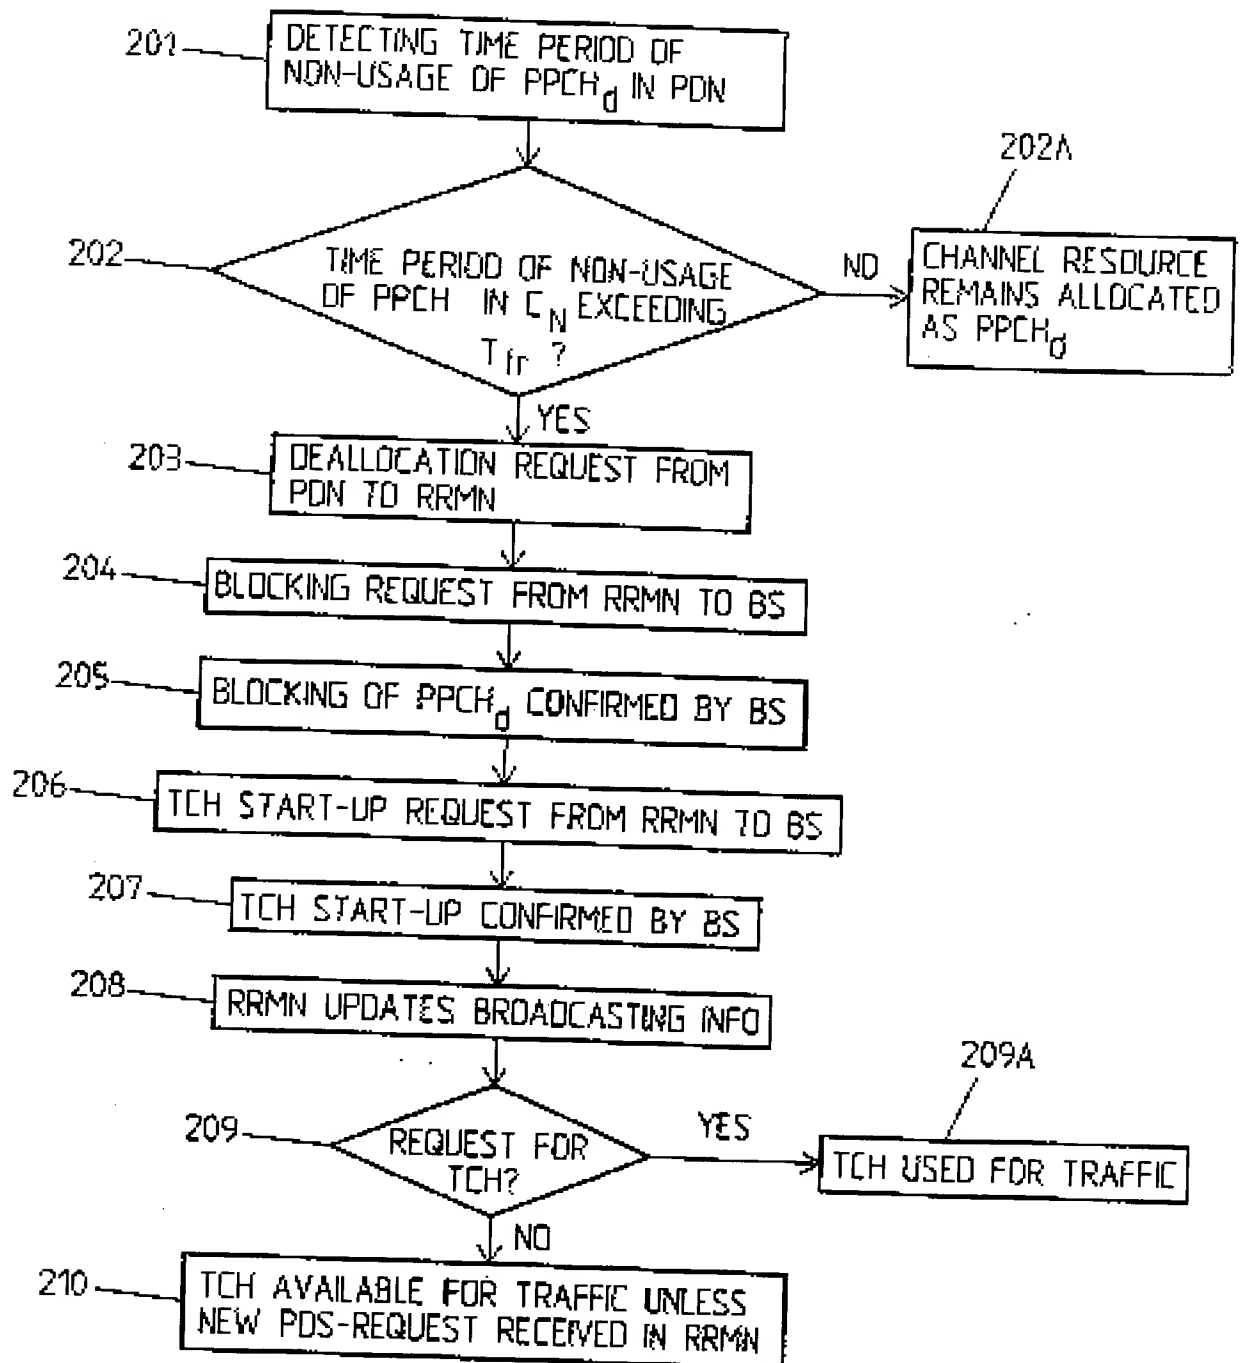 201
DETECTING TIME PERIOD OF
NON-USAGE OF PPCHd IN PDN
202A
202
TIME PERIOD OF NON-USAGE
OF PPCH IN CN EXCEEDING
Tfr ?
NO
CHANNEL RESOURCE
REMAINS ALLOCATED
AS PPCHd
YES
203
DEALLOCATION REQUEST FROM
PDN TO RRMN
204
BLOCKING REQUEST FROM RRMN TO BS
205
BLOCKING OF PPCHd CONFIRMED BY BS
206
TCH START-UP REQUEST FROM RRMN TO BS
207
TCH START-UP CONFIRMED BY BS
208
RRMN UPDATES BROADCASTING INFO
209A
209
REQUEST FOR
TCH?
YES
TCH USED FOR TRAFFIC
NO
210
TCH AVAILABLE FOR TRAFFIC UNLESS
NEW PDS-REQUEST RECEIVED IN RRMN